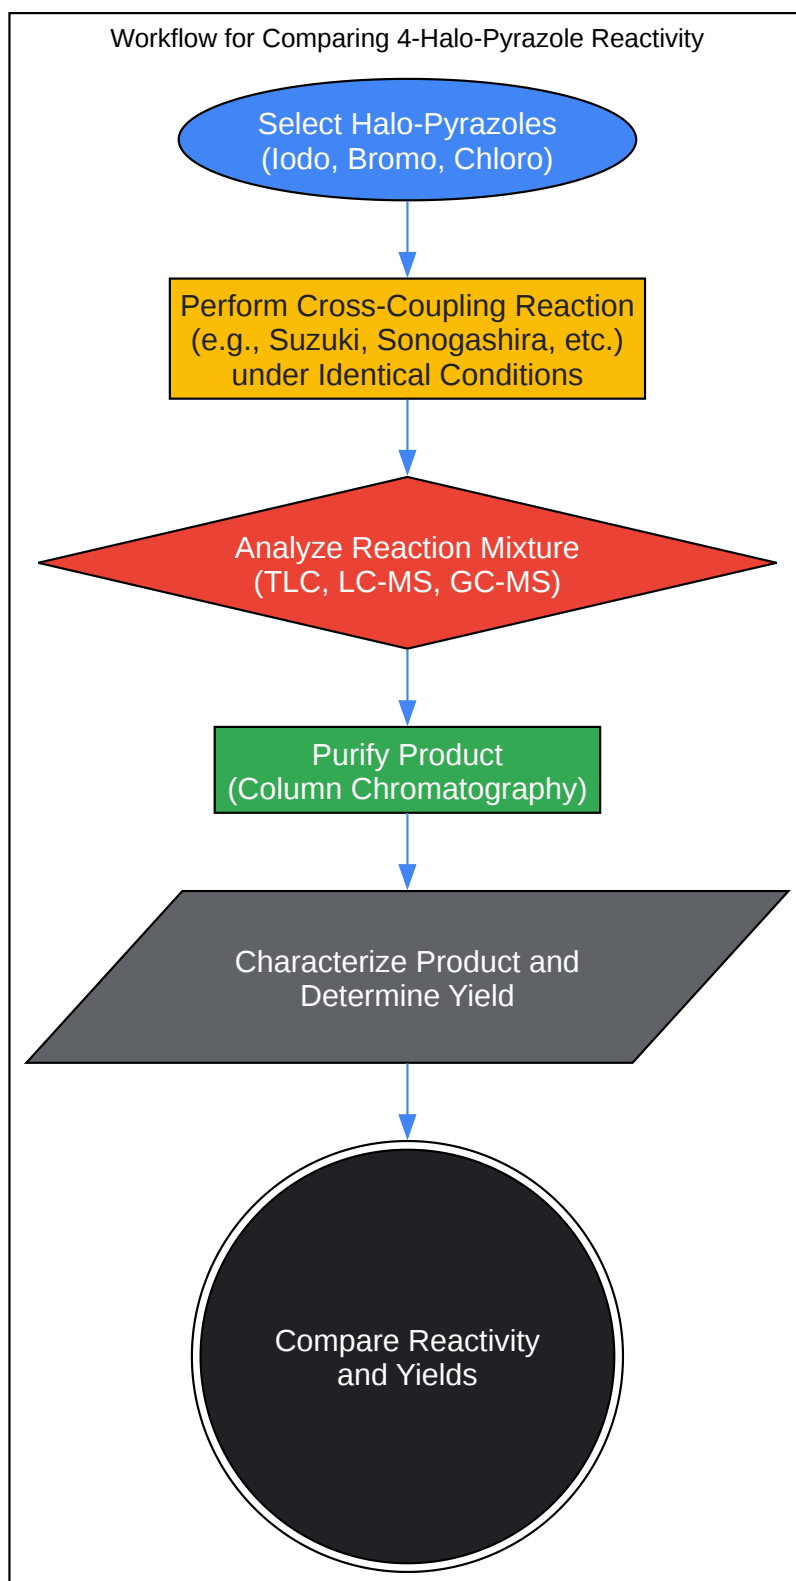 Workflow for Comparing 4-Halo-Pyrazole Reactivity
Select Halo-Pyrazoles
(Iodo, Bromo, Chloro)
Perform Cross-Coupling Reaction
(e.g., Suzuki, Sonogashira, etc.)
under Identical Conditions
Analyze Reaction Mixture
(TLC, LC-MS, GC-MS)
Purify Product
(Column Chromatography)
Characterize Product and
Determine Yield
Compare Reactivity
and Yields